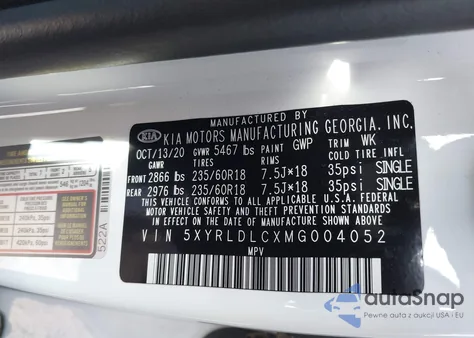 MANUFACTURED BY
KIA KIA MOTORS MANUFACTURING GEORGIA, INC.
OCT/13/20 GVWR 5467 lbs PAINT GWP TRIM WK
GAWR TIRES RIMS COLD
FRONT 2866 lbs 235/60R18 7.5J×18 35psi SINGLE
REAR 2976 lbs 235/60R18 7.5J×18 35psi SINGLE
THIS VEHICLE CONFORMS TO ALL APPLICABLE U.S.A. FEDERAL
MOTOR VEHICLE SAFETY, BUMPER, AND THEFT PREVENTION STANDARDS
IN EFFECT ON THE DATE OF MANUFACTURE SHOWN ABOVE.
VIN 5XYRLDLCXMG004052
MPV
522A
autoSnap
Pewne auta z aukcji USA i EU